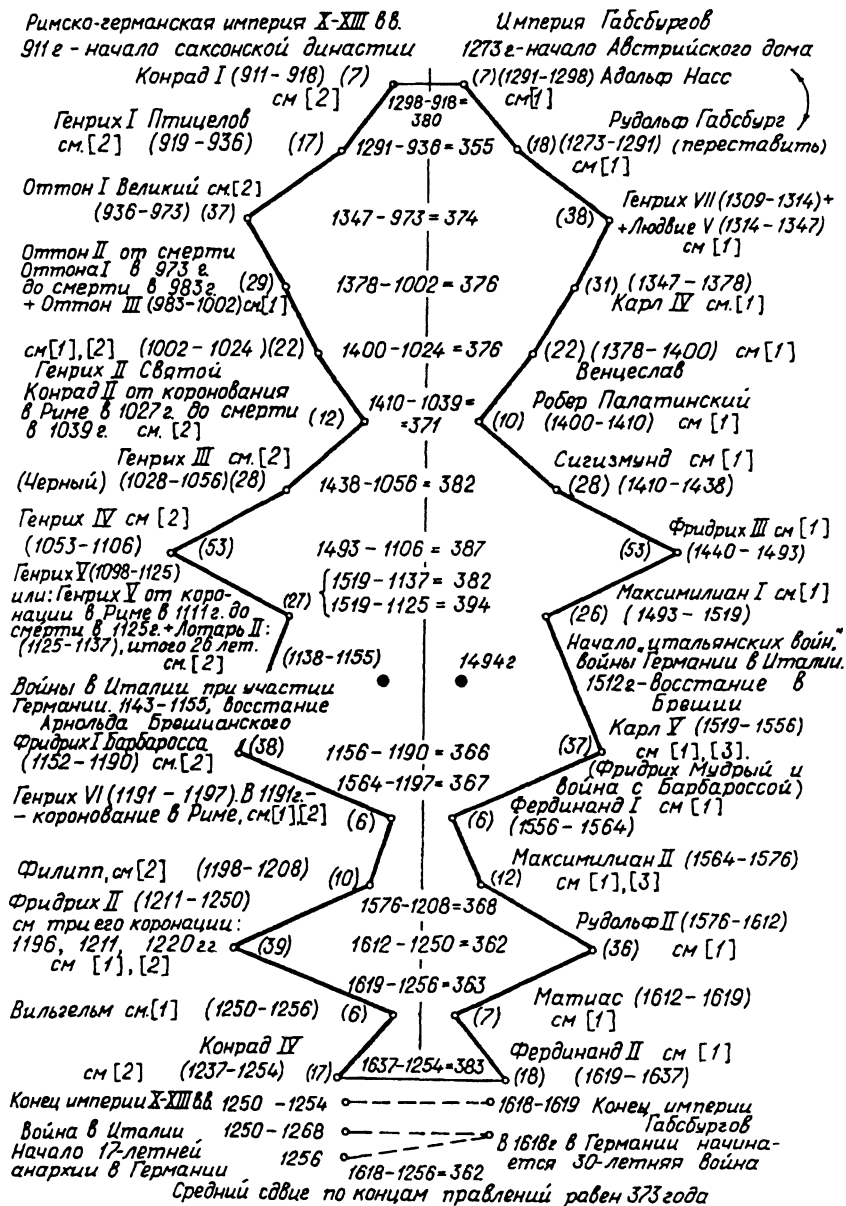 Римско-германская империя X-XIII вв.
911г - начало саксонской династии
Империя Габсбургов
1273г-начало Австрийского дома
Конрад I (911-918) (7)
см [2]
1298-918=
380
(7)(1291-1298) Адольф Насс
см[1]
Генрих I Птицелов
см.[2] (919-936) (17)
1291-936=355
Рудольф Габсбург
(18)(1273-1291) (переставить)
см [1]
Оттон I Великий см[2]
(936-973) (37)
1347-973=374
Генрих VII (1309-1314)+
(38) +Людвиг V (1314-1347)
см [1]
Оттон II от смерти
Оттона I в 973 г.
до смерти в 983г. (29)
+ Оттон III (983-1002)см[1]
1378-1002=376
(31) (1347-1378)
Карл IV см.[1]
см[1],[2] (1002-1024)(22)
Генрих II Святой
1400-1024=376
(22)(1378-1400) см [1]
Венцеслав
Конрад II от коронования
в Риме в 1027г. до смерти
в 1039г. см. [2]
(12)
1410-1039=
=371
Робер Палатинский
(10) (1400-1410) см [1]
Генрих III см.[2]
(Черный) (1028-1056)(28)
1438-1056=382
Сигизмунд см [1]
(28) (1410-1438)
Генрих IV см [2]
(1053-1106) (53)
1493-1106=387
Фридрих III см [1]
(53) (1440-1493)
Генрих V(1098-1125)
или: Генрих V от коро-
нации в Риме в 1111г. до
смерти в 1125г.+Лотарь II:
(1125-1137), итого 26 лет.
см.[2]
(27)
1519-1137=382
1519-1125=394
Максимилиан I см[1]
(26) (1493-1519)
(1138-1155)
1494г
Начало „итальянских войн,"
войны Германии в Италии.
1512г-восстание в
Брешии
Войны в Италии при участии
Германии. 1143-1155, восстание
Арнольда Брешианского
Фридрих I Барбаросса
(1152-1190) см.[2]
(38)
1156-1190=366
(37)
Карл V (1519-1556)
см [1],[3].
(Фридрих Мудрый и
война с Барбароссой)
1564-1197=367
Генрих VI (1191-1197). В 1191г.-
- коронование в Риме, см[1][2]
(6)
(6)
Фердинанд I см [1]
(1556-1564)
Филипп, см[2] (1198-1208)
(10)
(12)
Максимилиан II (1564-1576)
см [1],[3]
1576-1208=368
Фридрих II (1211-1250)
см три его коронации:
1196, 1211, 1220гг.
см [1],[2]
(39)
1612-1250=362
Рудольф II (1576-1612)
(36) см [1]
1619-1256=363
Вильгельм см.[1] (1250-1256) (6)
(7)
Матиас (1612-1619)
см [1]
Конрад IV
см [2] (1237-1254) (17)
1637-1254=383
Фердинанд II см [1]
(18) (1619-1637)
Конец империи X-XIII вв. 1250-1254
1618-1619 Конец империи
Габсбургов
Война в Италии 1250-1268
Начало 17-летней
анархии в Германии 1256
В 1618г в Германии начина-
ется 30-летняя война
1618-1256=362
Средний сдвиг по концам правлений равен 373 года